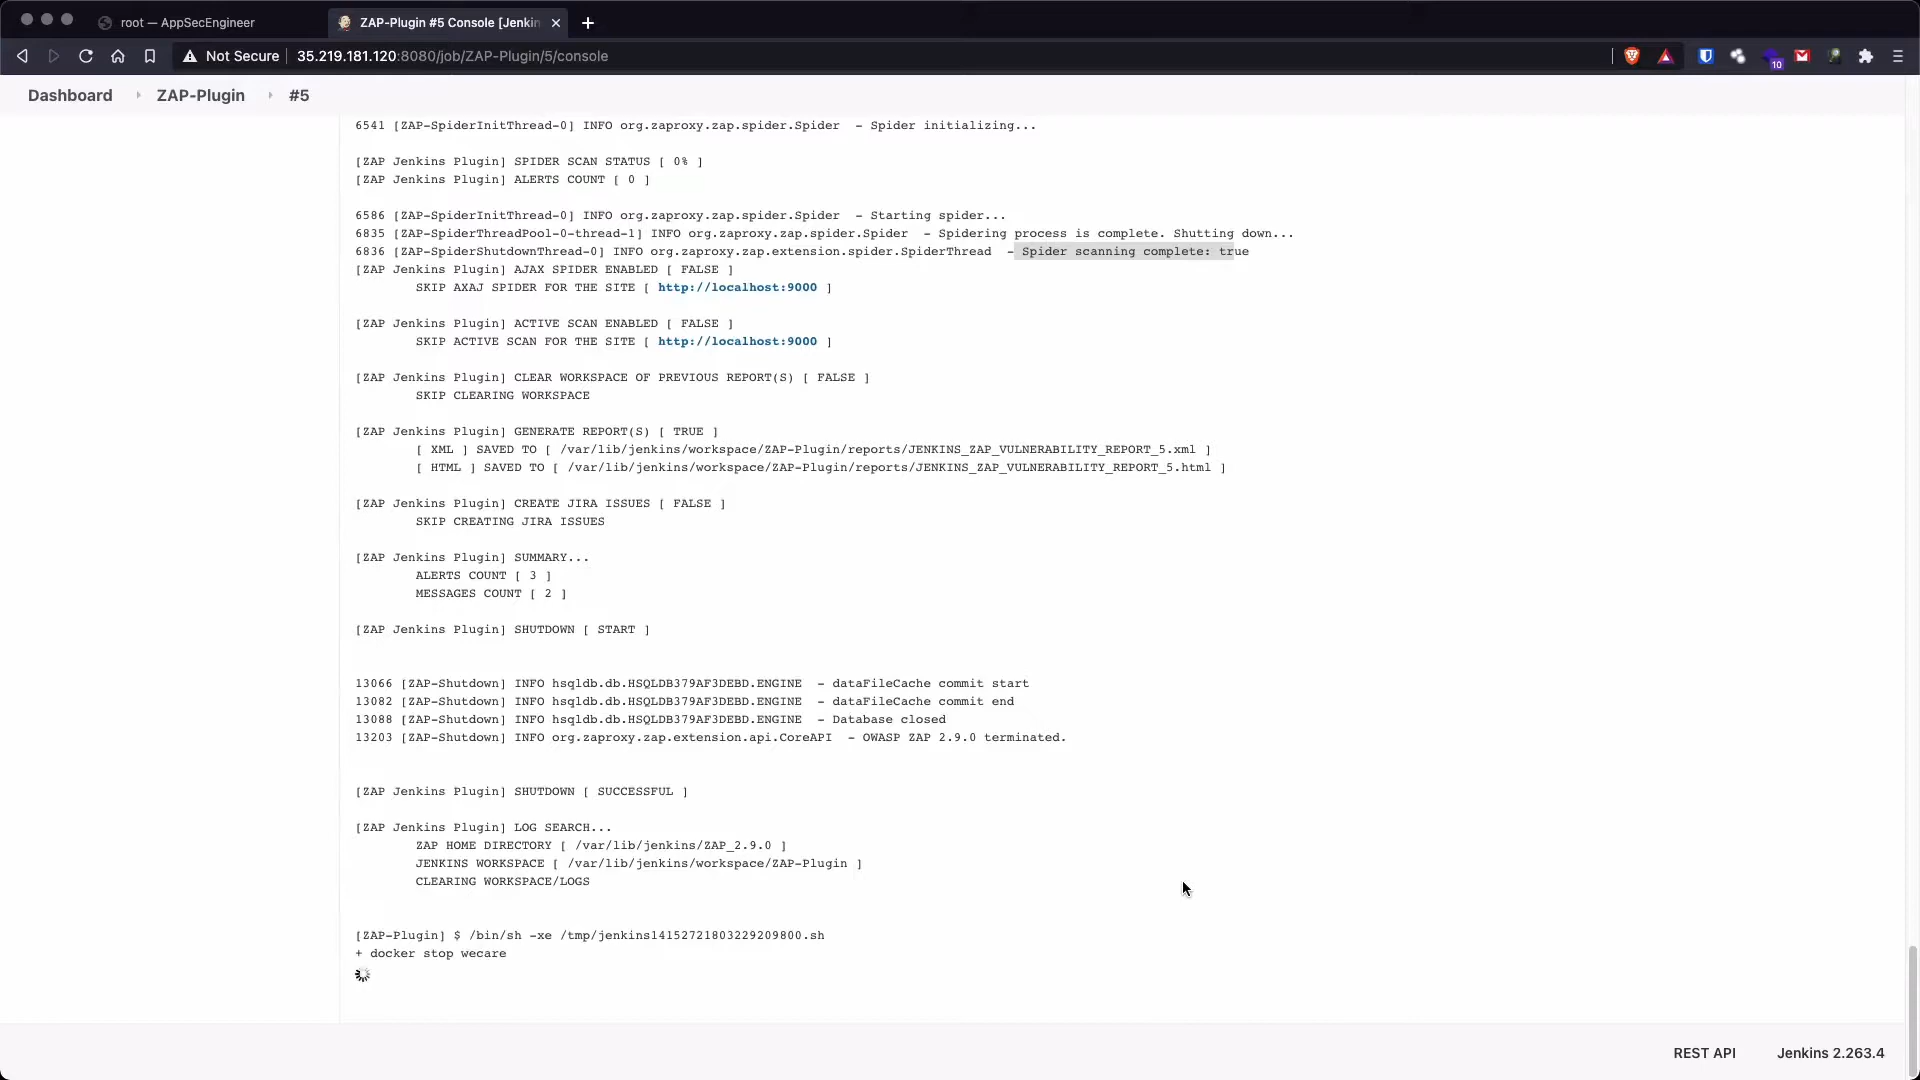 root — AppSecEngineer
ZAP-Plugin #5 Console [Jenkin
Not Secure
35.219.181.120:8080/job/ZAP-Plugin/5/console
10
Dashboard
ZAP-Plugin
#5
6541 [ZAP-SpiderInitThread-0] INFO org.zaproxy.zap.spider.Spider  - Spider initializing...
[ZAP Jenkins Plugin] SPIDER SCAN STATUS [ 0% ]
[ZAP Jenkins Plugin] ALERTS COUNT [ 0 ]
6586 [ZAP-SpiderInitThread-0] INFO org.zaproxy.zap.spider.Spider  - Starting spider...
6835 [ZAP-SpiderThreadPool-0-thread-1] INFO org.zaproxy.zap.spider.Spider  - Spidering process is complete. Shutting down...
6836 [ZAP-SpiderShutdownThread-0] INFO org.zaproxy.zap.extension.spider.SpiderThread  - Spider scanning complete: true
[ZAP Jenkins Plugin] AJAX SPIDER ENABLED [ FALSE ]
SKIP AXAJ SPIDER FOR THE SITE [ http://localhost:9000 ]
[ZAP Jenkins Plugin] ACTIVE SCAN ENABLED [ FALSE ]
SKIP ACTIVE SCAN FOR THE SITE [ http://localhost:9000 ]
[ZAP Jenkins Plugin] CLEAR WORKSPACE OF PREVIOUS REPORT(S) [ FALSE ]
SKIP CLEARING WORKSPACE
[ZAP Jenkins Plugin] GENERATE REPORT(S) [ TRUE ]
[ XML ] SAVED TO [ /var/lib/jenkins/workspace/ZAP-Plugin/reports/JENKINS_ZAP_VULNERABILITY_REPORT_5.xml ]
[ HTML ] SAVED TO [ /var/lib/jenkins/workspace/ZAP-Plugin/reports/JENKINS_ZAP_VULNERABILITY_REPORT_5.html ]
[ZAP Jenkins Plugin] CREATE JIRA ISSUES [ FALSE ]
SKIP CREATING JIRA ISSUES
[ZAP Jenkins Plugin] SUMMARY...
ALERTS COUNT [ 3 ]
MESSAGES COUNT [ 2 ]
[ZAP Jenkins Plugin] SHUTDOWN [ START ]
13066 [ZAP-Shutdown] INFO hsqldb.db.HSQLDB379AF3DEBD.ENGINE  - dataFileCache commit start
13082 [ZAP-Shutdown] INFO hsqldb.db.HSQLDB379AF3DEBD.ENGINE  - dataFileCache commit end
13088 [ZAP-Shutdown] INFO hsqldb.db.HSQLDB379AF3DEBD.ENGINE  - Database closed
13203 [ZAP-Shutdown] INFO org.zaproxy.zap.extension.api.CoreAPI  - OWASP ZAP 2.9.0 terminated.
[ZAP Jenkins Plugin] SHUTDOWN [ SUCCESSFUL ]
[ZAP Jenkins Plugin] LOG SEARCH...
ZAP HOME DIRECTORY [ /var/lib/jenkins/ZAP_2.9.0 ]
JENKINS WORKSPACE [ /var/lib/jenkins/workspace/ZAP-Plugin ]
CLEARING WORKSPACE/LOGS
[ZAP-Plugin] $ /bin/sh -xe /tmp/jenkins14152721803229209800.sh
+ docker stop wecare
REST API
Jenkins 2.263.4